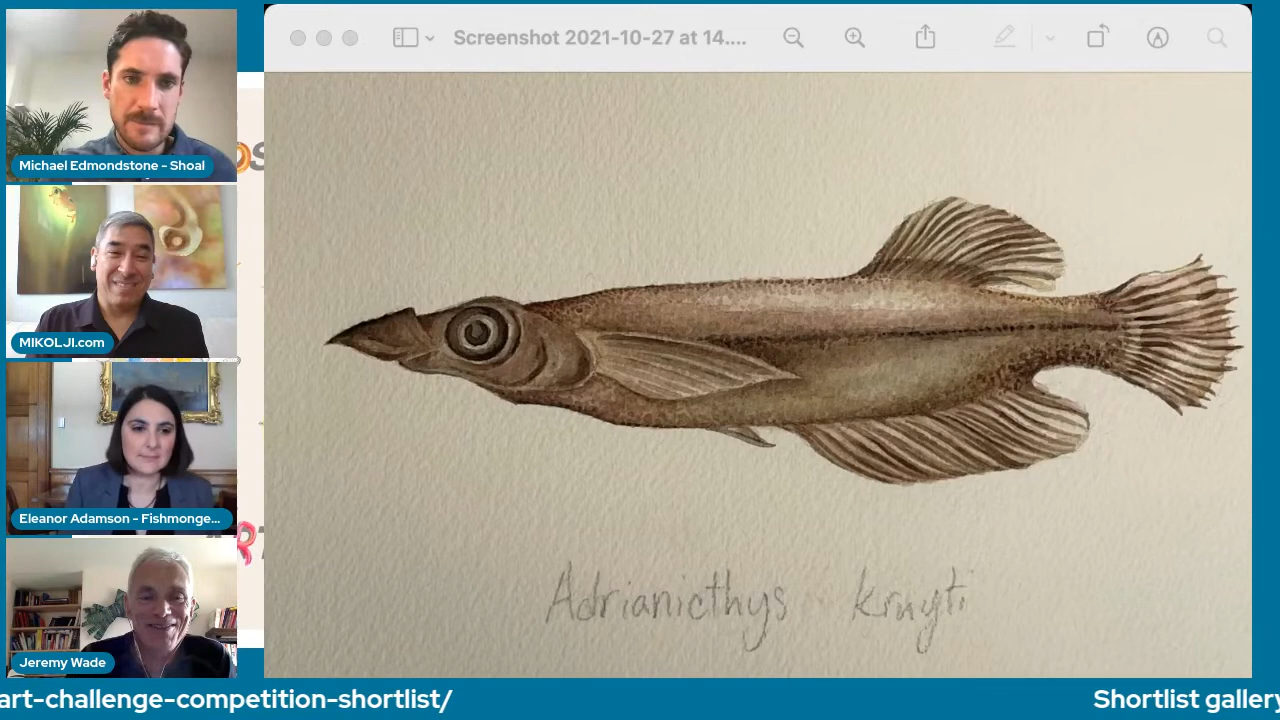 Screenshot 2021-10-27 at 14....
Michael Edmondstone - Shoal
MIKOLJI.com
Eleanor Adamson - Fishmonge...
Jeremy Wade
Adrianicthys kruyti
art-challenge-competition-shortlist/
Shortlist gallery